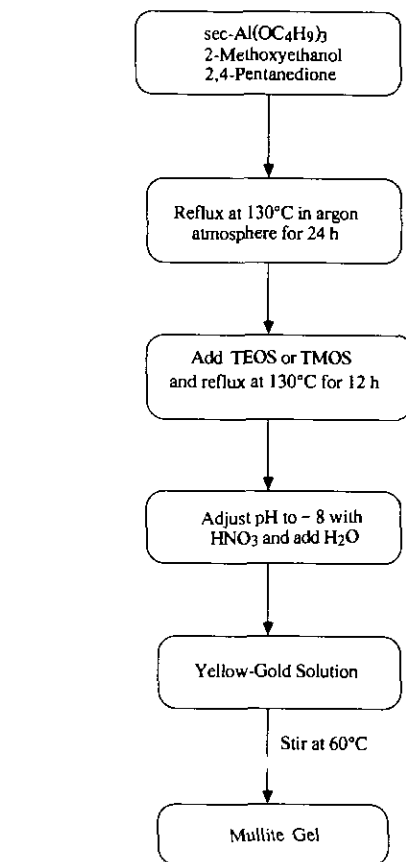 sec-Al(OC4H9)3
2-Methoxyethanol
2,4-Pentanedione
Reflux at 130°C in argon
atmosphere for 24 h
Add TEOS or TMOS
and reflux at 130°C for 12 h
Adjust pH to ~ 8 with
HNO3 and add H2O
Yellow-Gold Solution
Stir at 60°C
Mullite Gel